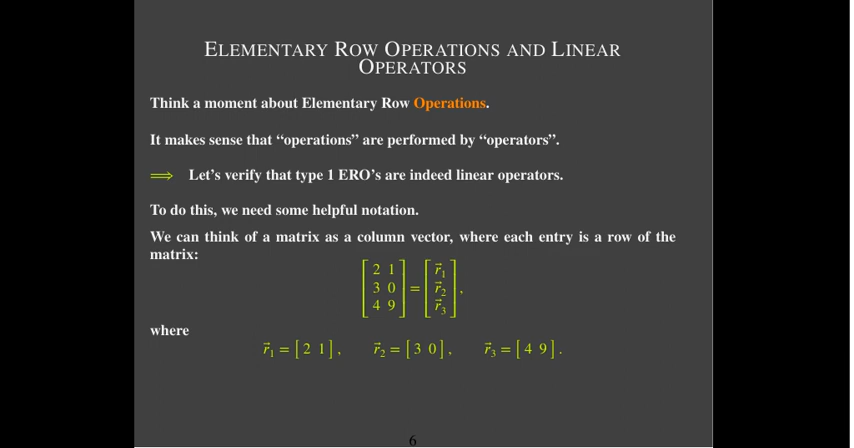 ELEMENTARY ROW OPERATIONS AND LINEAR
OPERATORS
Think a moment about Elementary Row Operations.
It makes sense that “operations” are performed by “operators”.
⟹ Let’s verify that type 1 ERO’s are indeed linear operators.
To do this, we need some helpful notation.
We can think of a matrix as a column vector, where each entry is a row of the
matrix:
[2 1; 3 0; 4 9] = [r⃗₁; r⃗₂; r⃗₃],
where
r⃗₁ = [2 1], r⃗₂ = [3 0], r⃗₃ = [4 9].
6